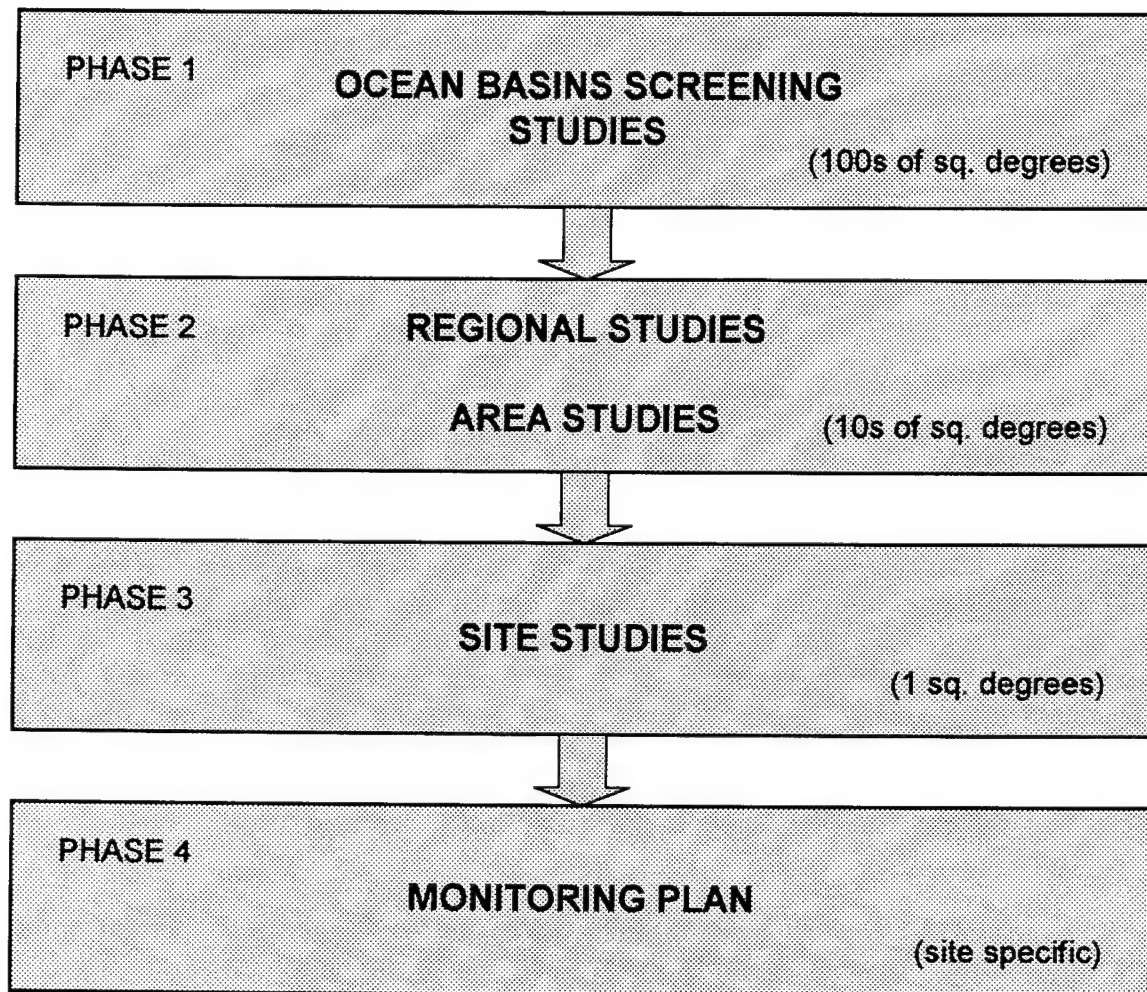 PHASE 1
OCEAN BASINS SCREENING
STUDIES
(100s of sq. degrees)
PHASE 2
REGIONAL STUDIES
AREA STUDIES
(10s of sq. degrees)
PHASE 3
SITE STUDIES
(1 sq. degrees)
PHASE 4
MONITORING PLAN
(site specific)